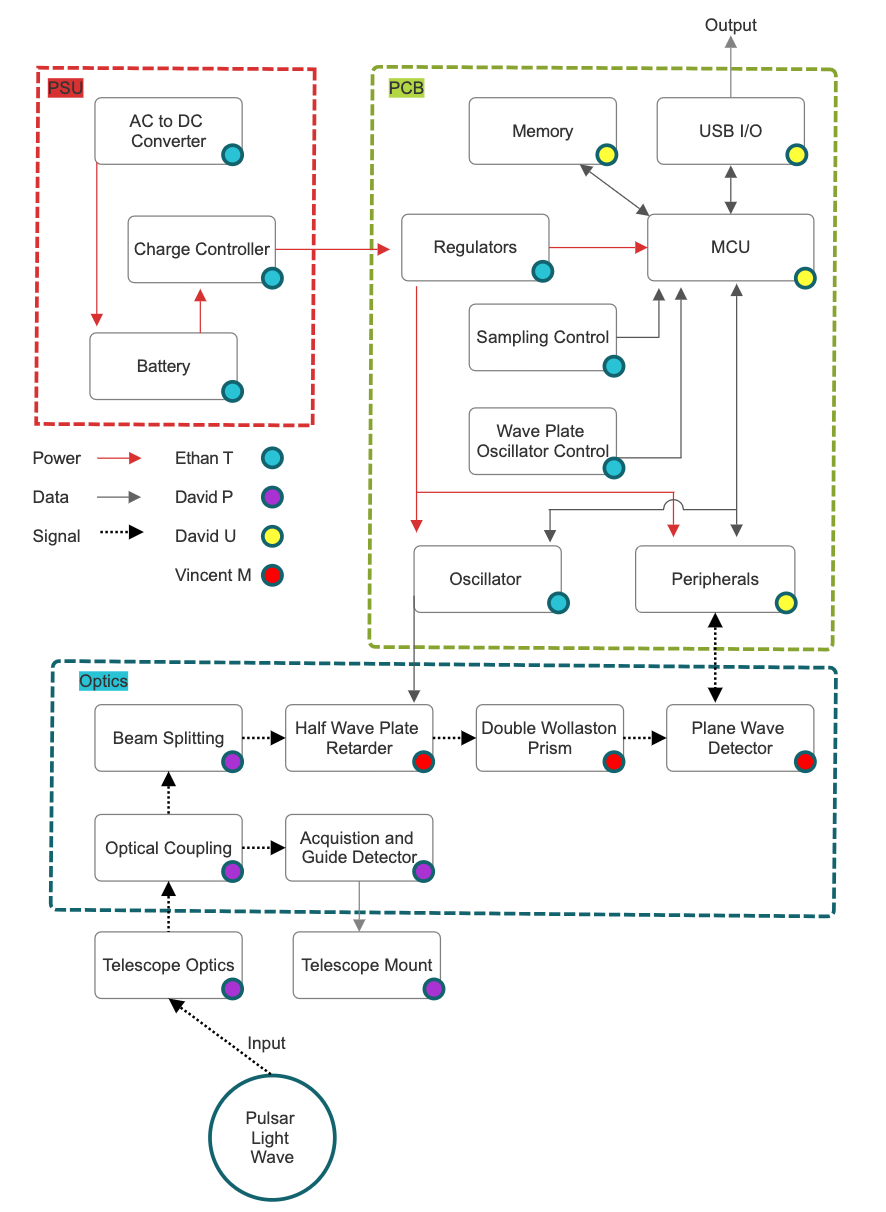 Output
PSU
AC to DC
Converter
Charge Controller
Battery
PCB
Memory
USB I/O
Regulators
MCU
Sampling Control
Wave Plate
Oscillator Control
Oscillator
Peripherals
Power
Ethan T
Data
David P
Signal
David U
Vincent M
Optics
Beam Splitting
Half Wave Plate
Retarder
Double Wollaston
Prism
Plane Wave
Detector
Optical Coupling
Acquistion and
Guide Detector
Telescope Optics
Telescope Mount
Input
Pulsar
Light
Wave